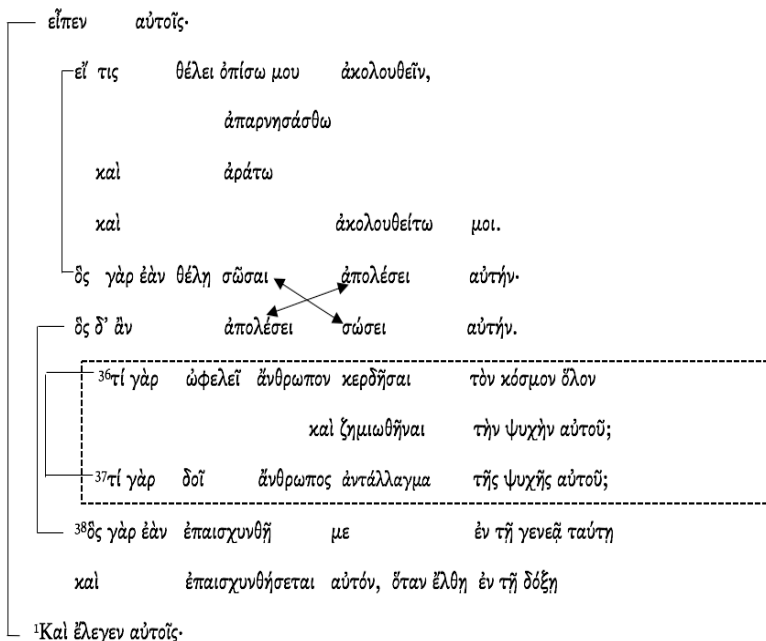 εἶπεν αὐτοῖς·
εἴ τις θέλει ὀπίσω μου ἀκολουθεῖν,
ἀπαρνησάσθω
καὶ ἀράτω
καὶ ἀκολουθείτω μοι.
ὃς γὰρ ἐὰν θέλῃ σῶσαι ἀπολέσει αὐτήν·
ὃς δ' ἂν ἀπολέσει σώσει αὐτήν.
³⁶τί γὰρ ὠφελεῖ ἄνθρωπον κερδῆσαι τὸν κόσμον ὅλον
καὶ ζημιωθῆναι τὴν ψυχὴν αὐτοῦ;
³⁷τί γὰρ δοῖ ἄνθρωπος ἀντάλλαγμα τῆς ψυχῆς αὐτοῦ;
³⁸ὃς γὰρ ἐὰν ἐπαισχυνθῇ με ἐν τῇ γενεᾷ ταύτῃ
καὶ ἐπαισχυνθήσεται αὐτόν, ὅταν ἔλθῃ ἐν τῇ δόξῃ
¹Καὶ ἔλεγεν αὐτοῖς·